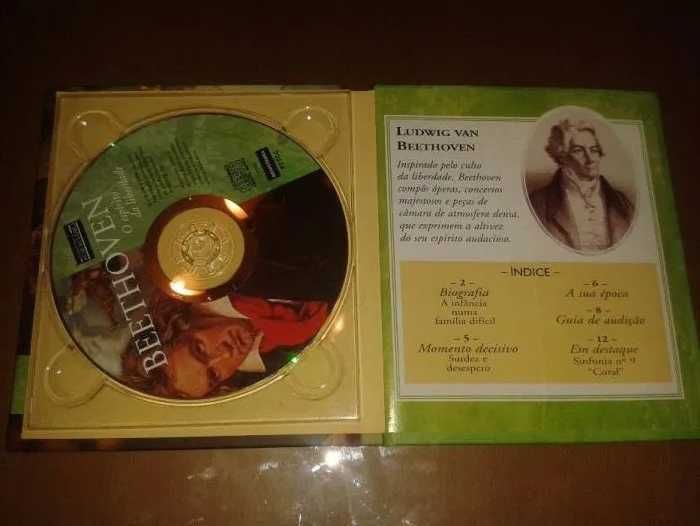 BEETHOVEN
O espírito
da liberdade
LUDWIG VAN
BEETHOVEN
Inspirado pelo culto
da liberdade, Beethoven
compôs óperas, concertos
majestosos e peças de
câmara de atmosfera densa,
que exprimem a altivez
do seu espírito audacioso.
– ÍNDICE –
– 2 –
Biografia
A infância
numa
família difícil
– 5 –
Momento decisivo
Surdez e
desespero
– 6 –
A sua época
– 8 –
Guia de audição
– 12 –
Em destaque
Sinfonia nº 9
"Coral"